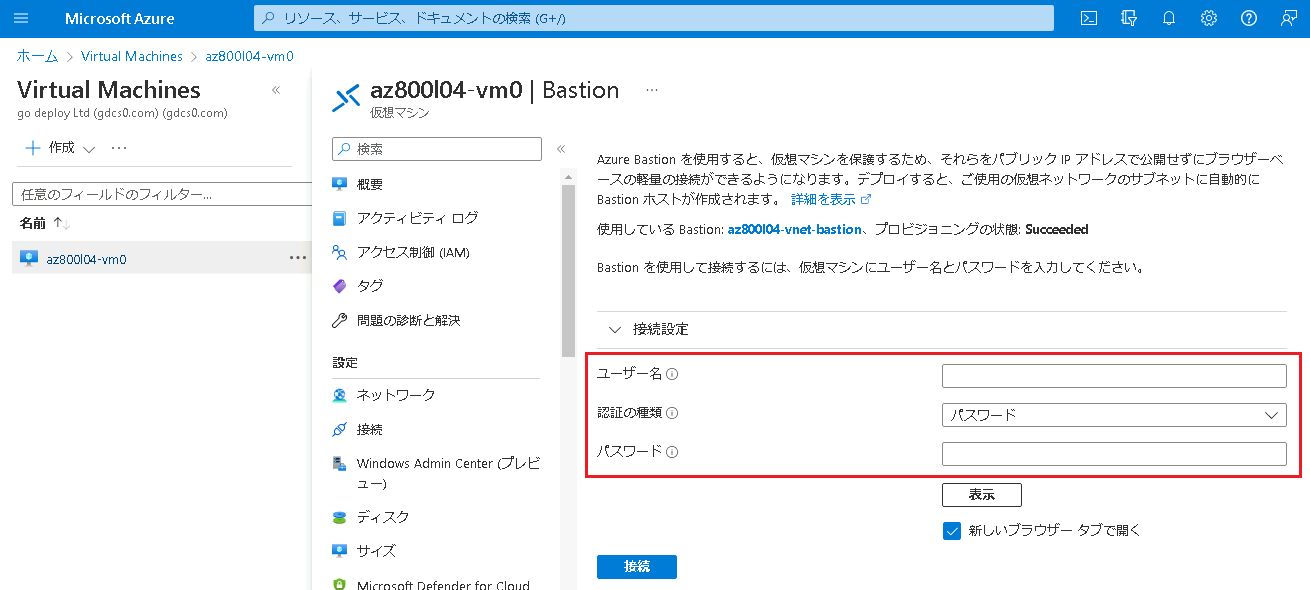 Microsoft Azure
リソース、サービス、ドキュメントの検索 (G+/)
ホーム > Virtual Machines > az800l04-vm0
Virtual Machines
go deploy Ltd (gdcs0.com) (gdcs0.com)
作成
任意のフィールドのフィルター...
名前
az800l04-vm0
az800l04-vm0 | Bastion
仮想マシン
検索
概要
アクティビティ ログ
アクセス制御 (IAM)
タグ
問題の診断と解決
設定
ネットワーク
接続
Windows Admin Center (プレビ
ュー)
ディスク
サイズ
Microsoft Defender for Cloud
Azure Bastion を使用すると、仮想マシンを保護するため、それらをパブリック IP アドレスで公開せずにブラウザーベ
ースの軽量の接続ができるようになります。デプロイすると、ご使用の仮想ネットワークのサブネットに自動的に
Bastion ホストが作成されます。 詳細を表示
使用している Bastion: az800l04-vnet-bastion、プロビジョニングの状態: Succeeded
Bastion を使用して接続するには、仮想マシンにユーザー名とパスワードを入力してください。
接続設定
ユーザー名
認証の種類
パスワード
パスワード
表示
新しいブラウザー タブで開く
接続